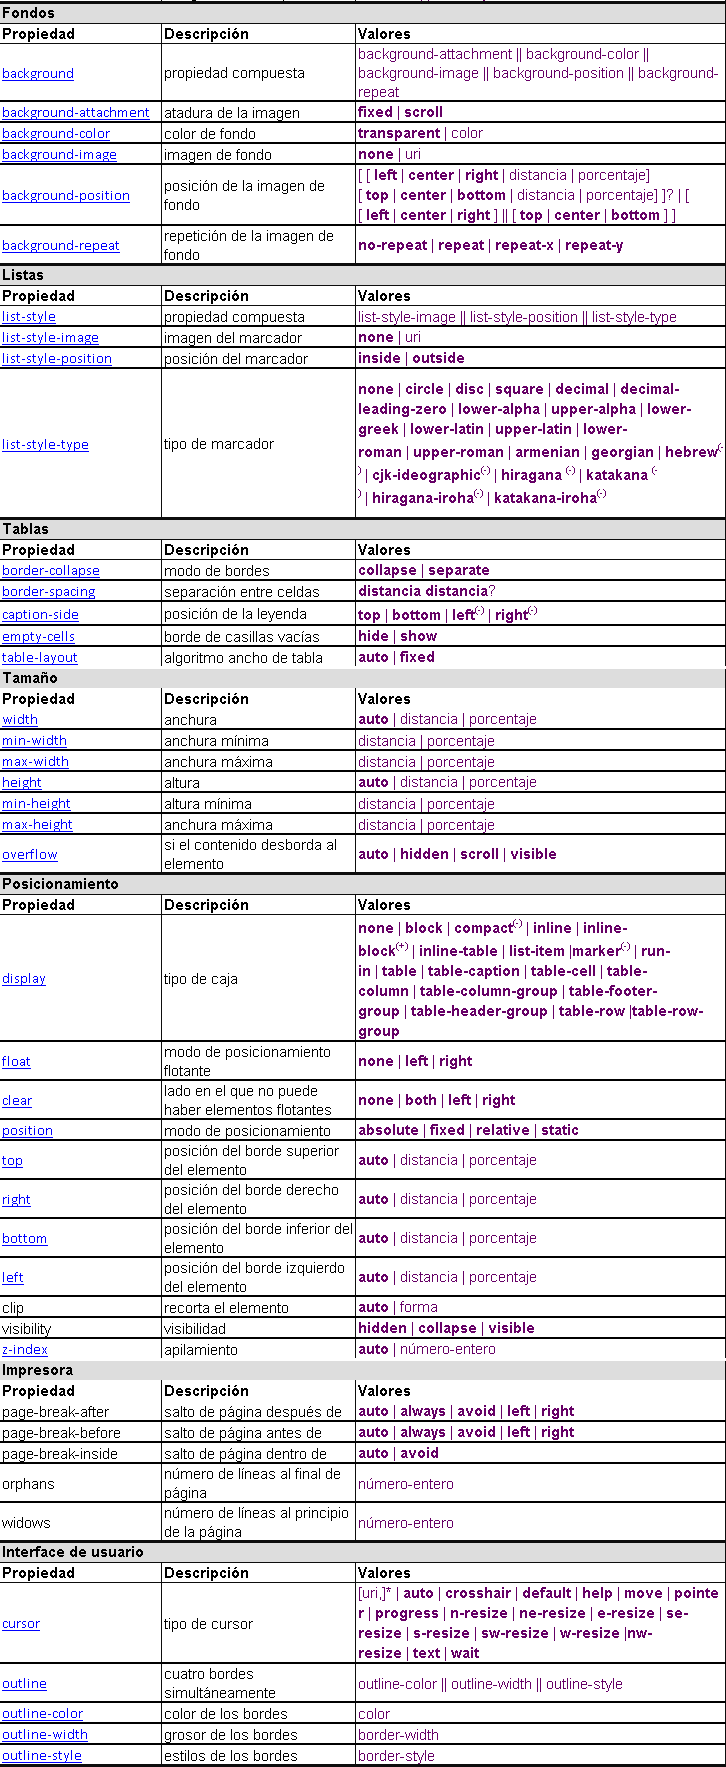 Fondos
Propiedad Descripción Valores
background propiedad compuesta background-attachment || background-color ||
background-image || background-position || background-
repeat
background-attachment atadura de la imagen fixed | scroll
background-color color de fondo transparent | color
background-image imagen de fondo none | uri
background-position posición de la imagen de fondo [ [ left | center | right | distancia | porcentaje]
[ top | center | bottom | distancia | porcentaje] ]? | [
[ left | center | right ] || [ top | center | bottom ] ]
background-repeat repetición de la imagen de fondo no-repeat | repeat | repeat-x | repeat-y
Listas
Propiedad Descripción Valores
list-style propiedad compuesta list-style-image || list-style-position || list-style-type
list-style-image imagen del marcador none | uri
list-style-position posición del marcador inside | outside
list-style-type tipo de marcador none | circle | disc | square | decimal | decimal-
leading-zero | lower-alpha | upper-alpha | lower-
greek | lower-latin | upper-latin | lower-
roman | upper-roman | armenian | georgian | hebrew(-
) | cjk-ideographic(-) | hiragana (-) | katakana (-
) | hiragana-iroha(-) | katakana-iroha(-)
Tablas
Propiedad Descripción Valores
border-collapse modo de bordes collapse | separate
border-spacing separación entre celdas distancia distancia?
caption-side posición de la leyenda top | bottom | left(-) | right(-)
empty-cells borde de casillas vacías hide | show
table-layout algoritmo ancho de tabla auto | fixed
Tamaño
Propiedad Descripción Valores
width anchura auto | distancia | porcentaje
min-width anchura mínima distancia | porcentaje
max-width anchura máxima distancia | porcentaje
height altura auto | distancia | porcentaje
min-height altura mínima distancia | porcentaje
max-height anchura máxima distancia | porcentaje
overflow si el contenido desborda al elemento auto | hidden | scroll | visible
Posicionamiento
Propiedad Descripción Valores
display tipo de caja none | block | compact(-) | inline | inline-
block(+) | inline-table | list-item |marker(-) | run-
in | table | table-caption | table-cell | table-
column | table-column-group | table-footer-
group | table-header-group | table-row |table-row-
group
float modo de posicionamiento flotante none | left | right
clear lado en el que no puede haber elementos flotantes none | both | left | right
position modo de posicionamiento absolute | fixed | relative | static
top posición del borde superior del elemento auto | distancia | porcentaje
right posición del borde derecho del elemento auto | distancia | porcentaje
bottom posición del borde inferior del elemento auto | distancia | porcentaje
left posición del borde izquierdo del elemento auto | distancia | porcentaje
clip recorta el elemento auto | forma
visibility visibilidad hidden | collapse | visible
z-index apilamiento auto | número-entero
Impresora
Propiedad Descripción Valores
page-break-after salto de página después de auto | always | avoid | left | right
page-break-before salto de página antes de auto | always | avoid | left | right
page-break-inside salto de página dentro de auto | avoid
orphans número de líneas al final de página número-entero
widows número de líneas al principio de la página número-entero
Interface de usuario
Propiedad Descripción Valores
cursor tipo de cursor [uri,]* | auto | crosshair | default | help | move | pointe
r | progress | n-resize | ne-resize | e-resize | se-
resize | s-resize | sw-resize | w-resize |nw-
resize | text | wait
outline cuatro bordes simultáneamente outline-color || outline-width || outline-style
outline-color color de los bordes color
outline-width grosor de los bordes border-width
outline-style estilos de los bordes border-style